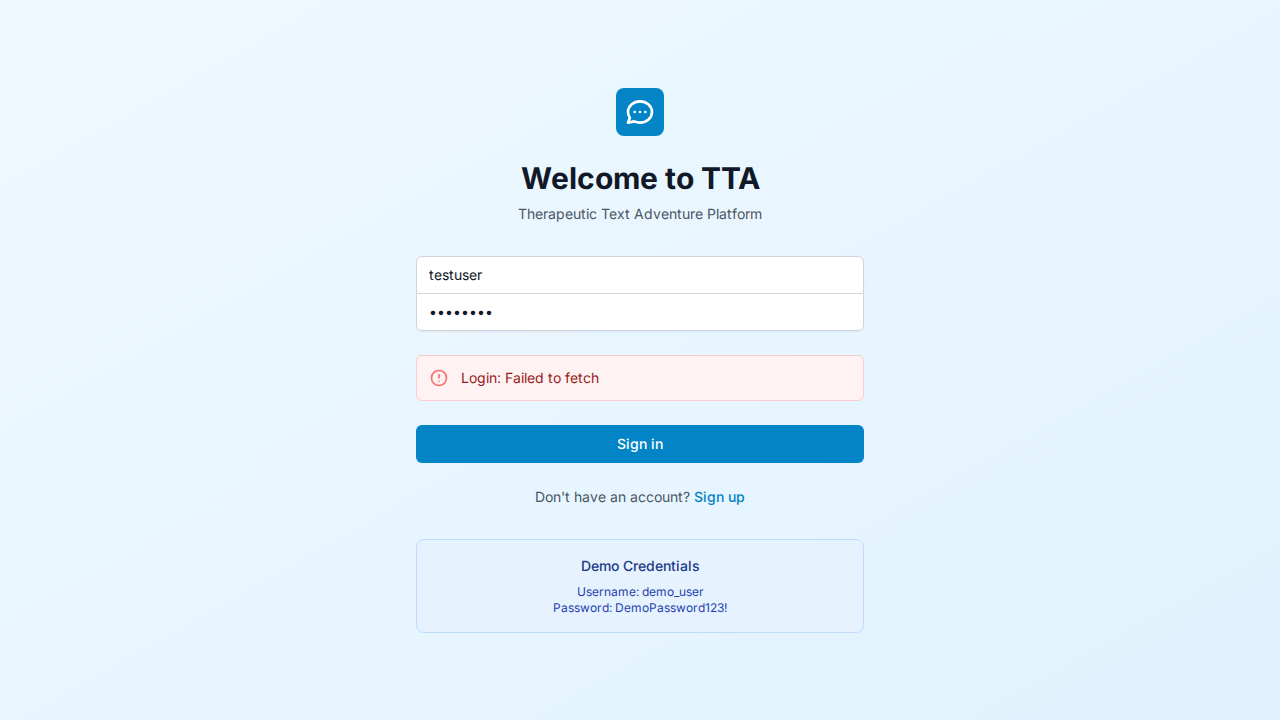 Welcome to TTA
Therapeutic Text Adventure Platform
testuser
••••••••
Login: Failed to fetch
Sign in
Don't have an account? Sign up
Demo Credentials
Username: demo_user
Password: DemoPassword123!